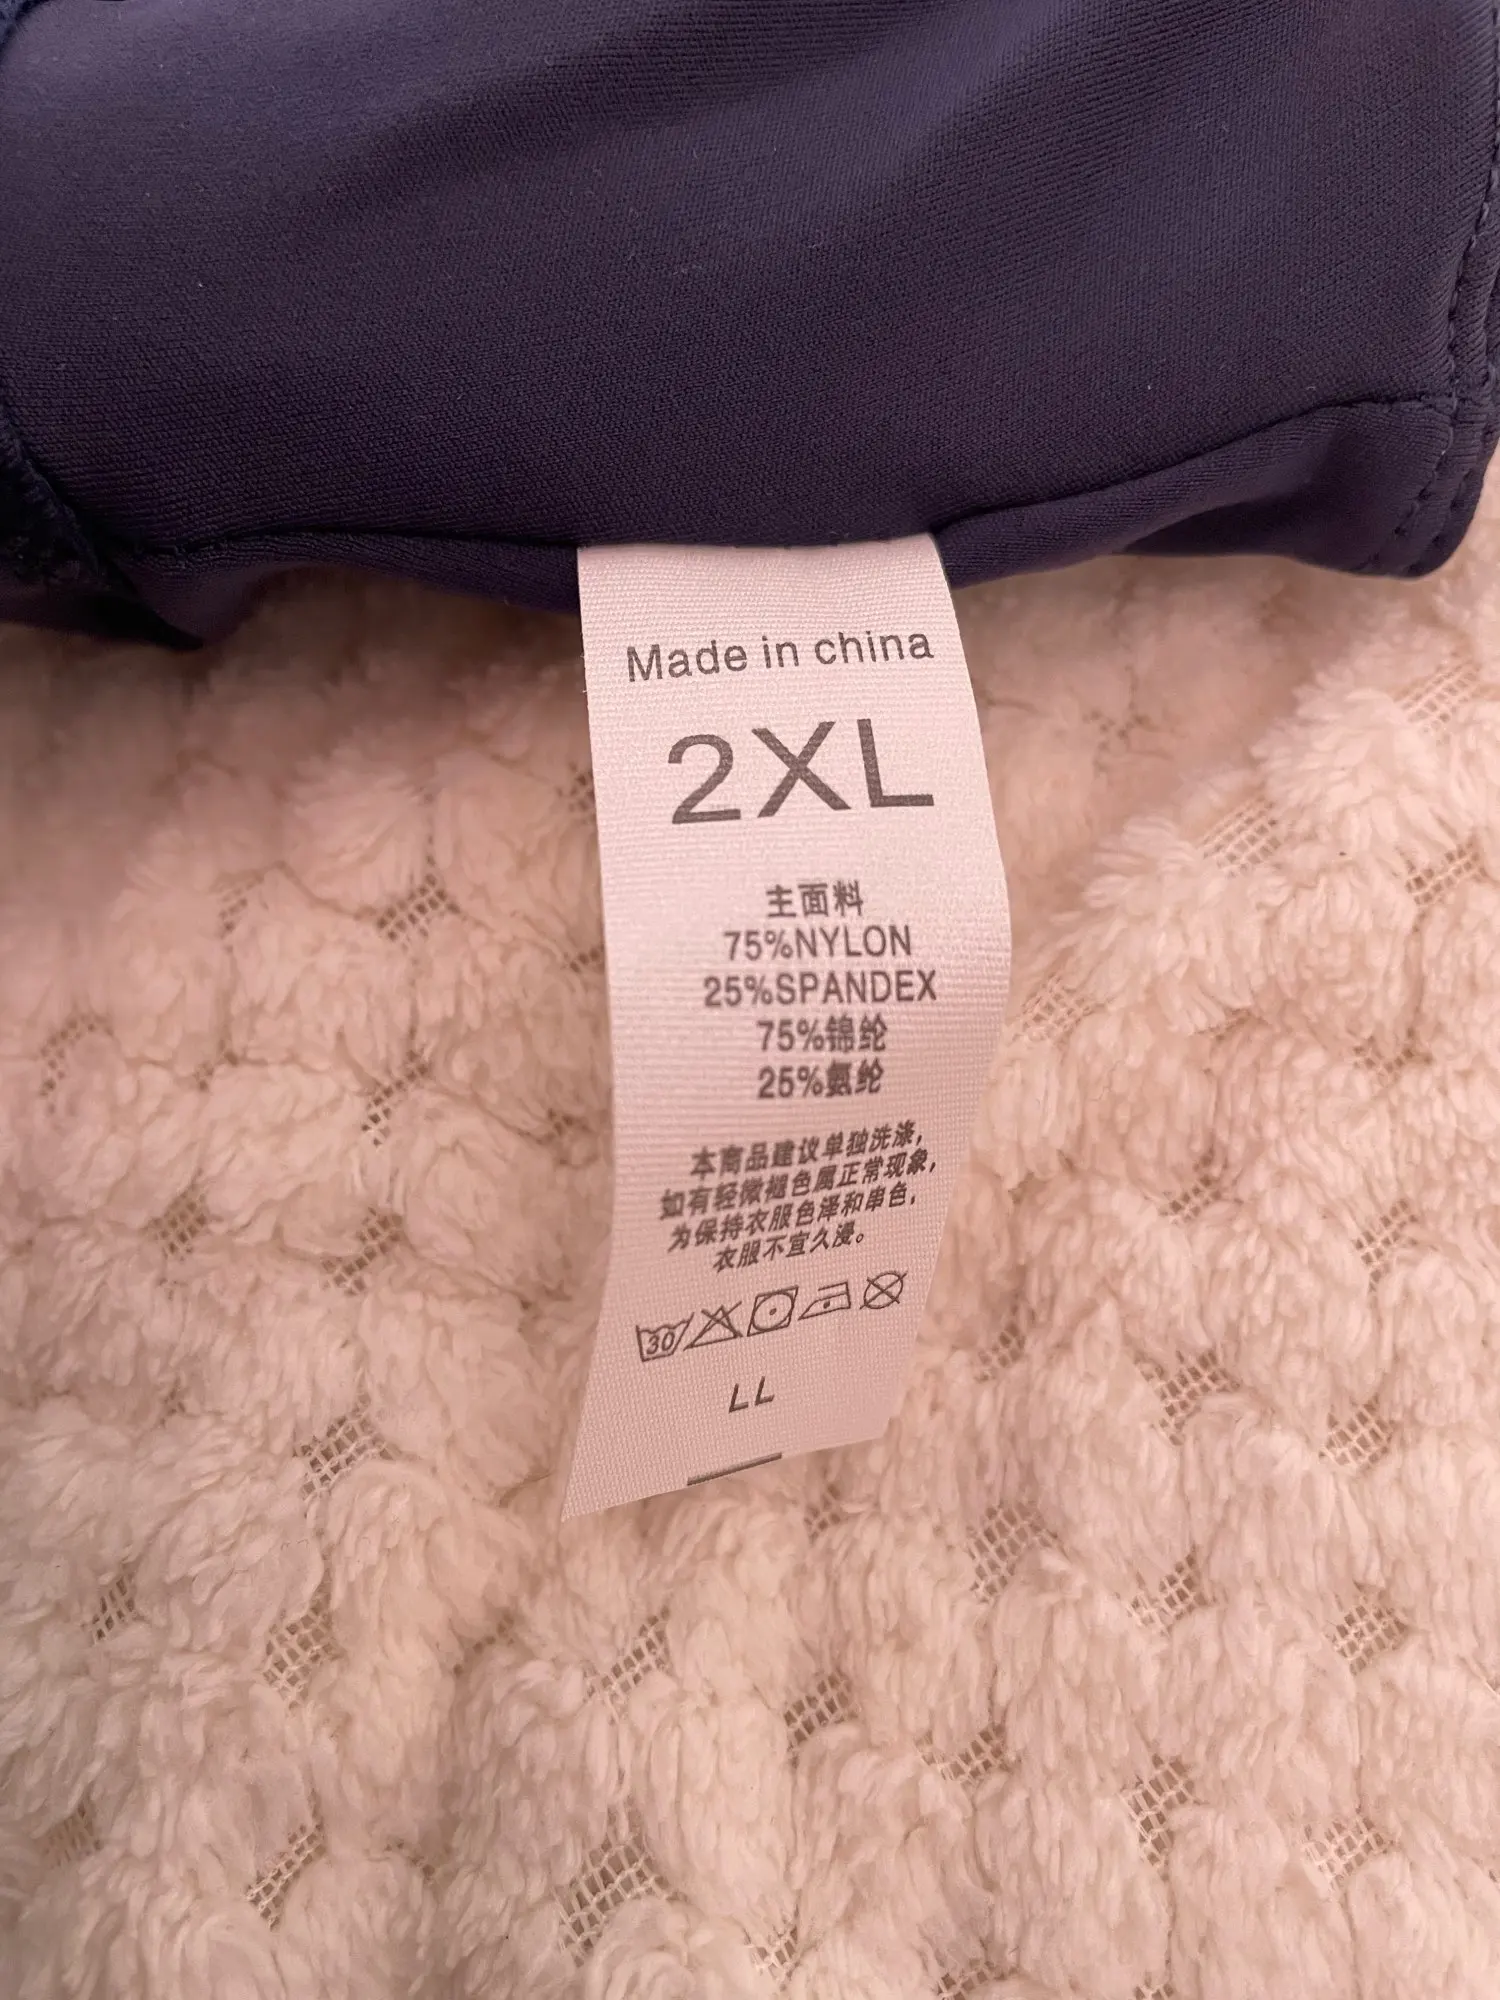 Made in china
2XL
主面料
75%NYLON
25%SPANDEX
75%锦纶
25%氨纶
本商品建议单独洗涤，
如有轻微褪色属正常现象，
为保持衣服色泽和串色，
衣服不宜久浸。
30
LL